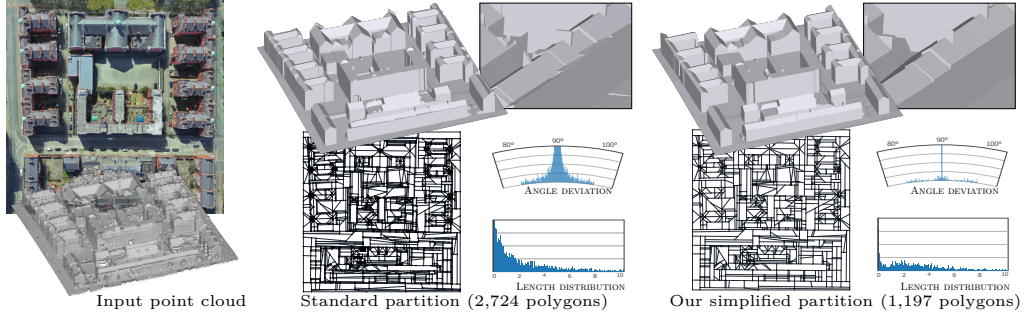 80° 90° 100°
ANGLE DEVIATION
0 2 4 6 8 10
LENGTH DISTRIBUTION
80° 90° 100°
ANGLE DEVIATION
0 2 4 6 8 10
LENGTH DISTRIBUTION
Input point cloud
Standard partition (2,724 polygons)
Our simplified partition (1,197 polygons)